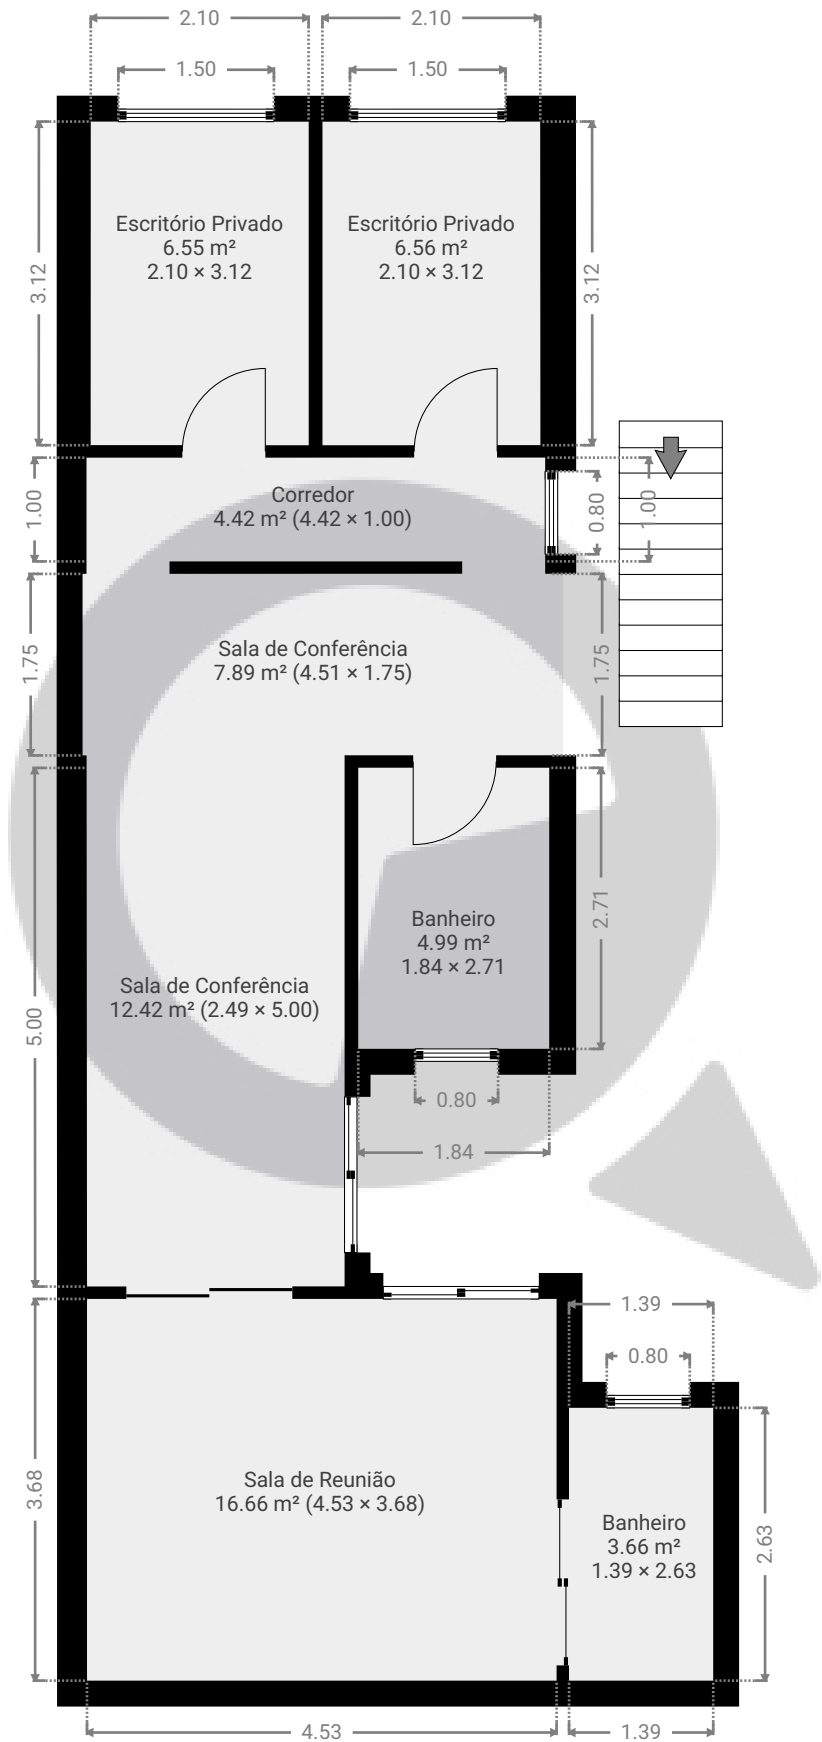 2.10
2.10
1.50
1.50
Escritório Privado
6.55 m²
2.10 × 3.12
Escritório Privado
6.56 m²
2.10 × 3.12
3.12
3.12
Corredor
4.42 m² (4.42 × 1.00)
1.00
0.80
1.00
Sala de Conferência
7.89 m² (4.51 × 1.75)
1.75
1.75
Banheiro
4.99 m²
1.84 × 2.71
2.71
Sala de Conferência
12.42 m² (2.49 × 5.00)
5.00
0.80
1.84
1.39
0.80
Sala de Reunião
16.66 m² (4.53 × 3.68)
3.68
Banheiro
3.66 m²
1.39 × 2.63
2.63
4.53
1.39